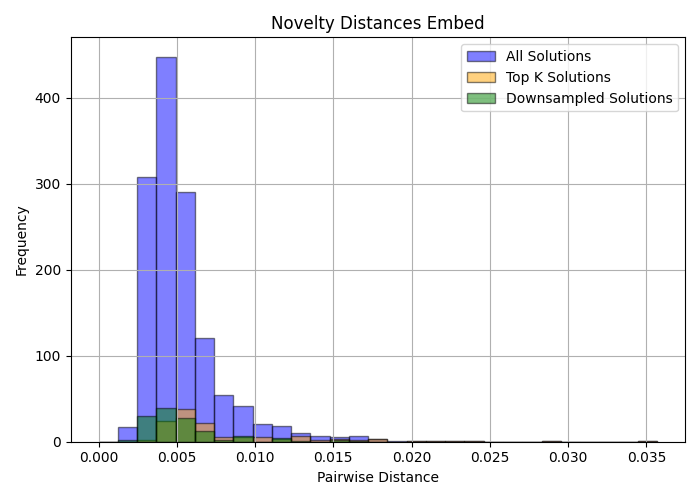 Novelty Distances Embed
All Solutions
Top K Solutions
Downsampled Solutions
Frequency
400
300
200
100
0
0.000 0.005 0.010 0.015 0.020 0.025 0.030 0.035
Pairwise Distance